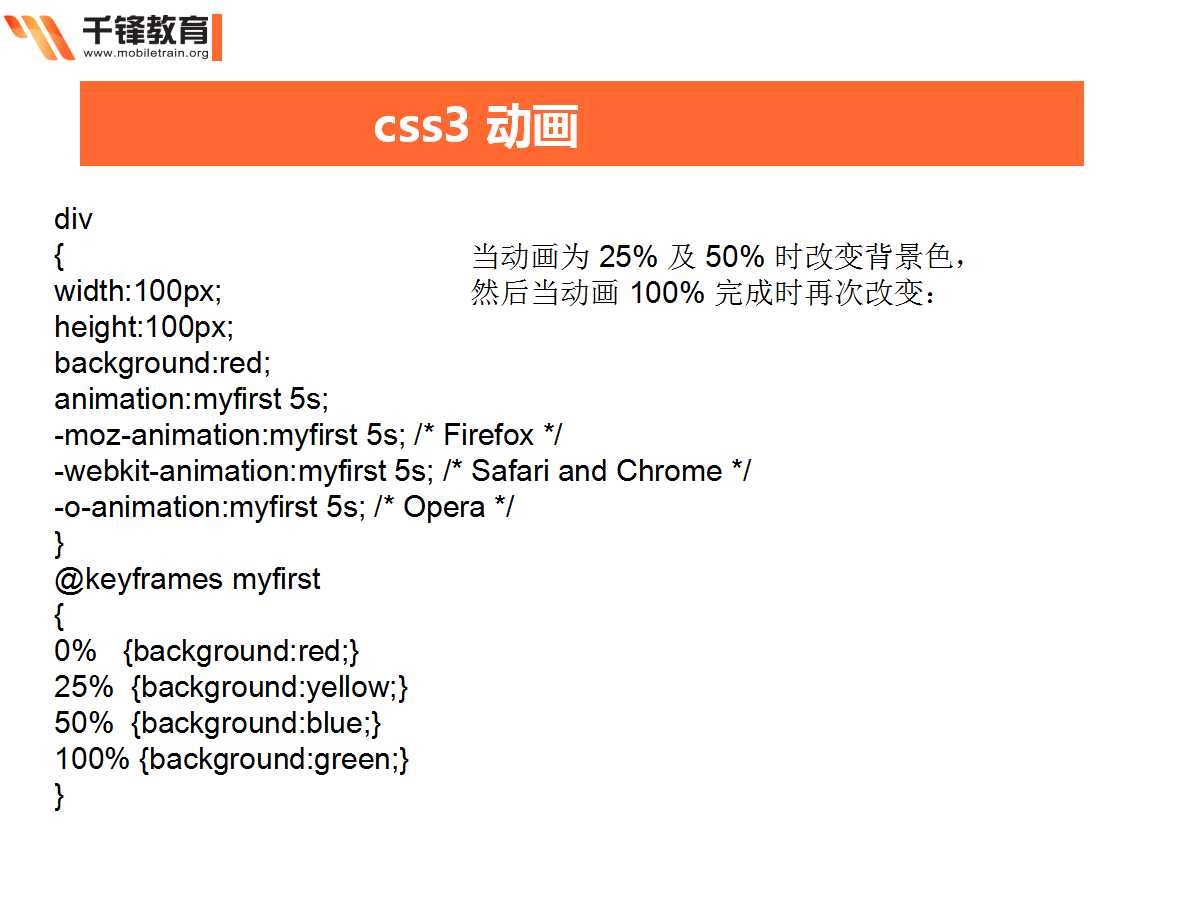 千锋教育
www.mobiletrain.org
css3 动画
div
{
width:100px;
height:100px;
background:red;
animation:myfirst 5s;
-moz-animation:myfirst 5s; /* Firefox */
-webkit-animation:myfirst 5s; /* Safari and Chrome */
-o-animation:myfirst 5s; /* Opera */
}
@keyframes myfirst
{
0%   {background:red;}
25%  {background:yellow;}
50%  {background:blue;}
100% {background:green;}
}
当动画为 25% 及 50% 时改变背景色，
然后当动画 100% 完成时再次改变：